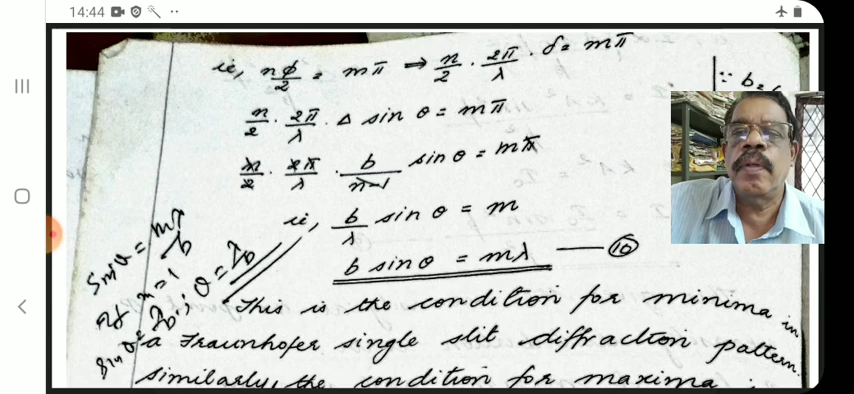 14:44
ie, nϕ/2 = mπ ⇒ n/2 · 2π/λ · δ = mπ
∵ b =
n/2 · 2π/λ · Δ sin θ = mπ
n/2 · 2π/λ · b/n-1 sin θ = mπ
ie, b/λ sin θ = m
b sin θ = mλ —— ⑩
Sin θ = mλ/b
m = 1
sin θ = λ/b ∴ θ = λ/b
This is the condition for minima in
a Fraunhofer single slit diffraction pattern.
similarly, the condition for maxima